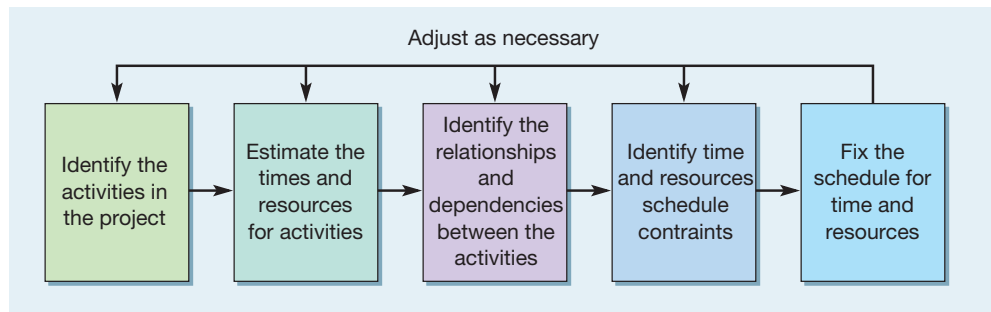 Adjust as necessary
Identify the
activities in
the project
Estimate the
times and
resources
for activities
Identify the
relationships
and
dependencies
between the
activities
Identify time
and resources
schedule
contraints
Fix the
schedule for
time and
resources